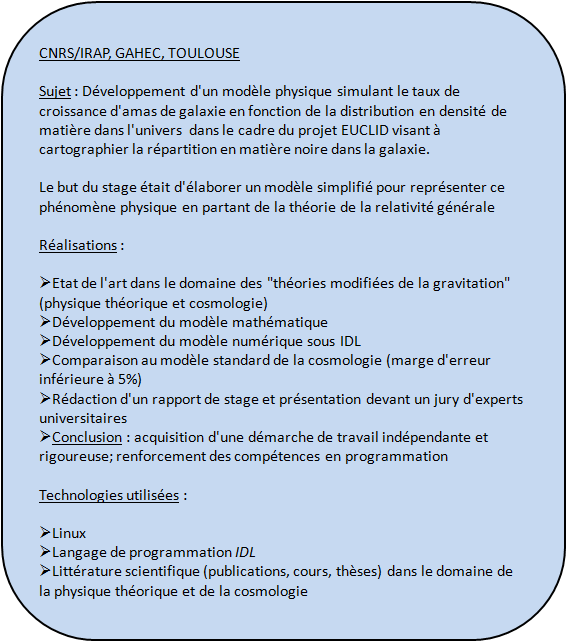 CNRS/IRAP, GAHEC, TOULOUSE
Sujet : Développement d'un modèle physique simulant le taux de
croissance d'amas de galaxie en fonction de la distribution en densité de
matière dans l'univers dans le cadre du projet EUCLID visant à
cartographier la répartition en matière noire dans la galaxie.
Le but du stage était d'élaborer un modèle simplifié pour représenter ce
phénomène physique en partant de la théorie de la relativité générale
Réalisations :
➢Etat de l'art dans le domaine des "théories modifiées de la gravitation"
(physique théorique et cosmologie)
➢Développement du modèle mathématique
➢Développement du modèle numérique sous IDL
➢Comparaison au modèle standard de la cosmologie (marge d'erreur
inférieure à 5%)
➢Rédaction d'un rapport de stage et présentation devant un jury d'experts
universitaires
➢Conclusion : acquisition d'une démarche de travail indépendante et
rigoureuse; renforcement des compétences en programmation
Technologies utilisées :
➢Linux
➢Langage de programmation IDL
➢Littérature scientifique (publications, cours, thèses) dans le domaine de
la physique théorique et de la cosmologie